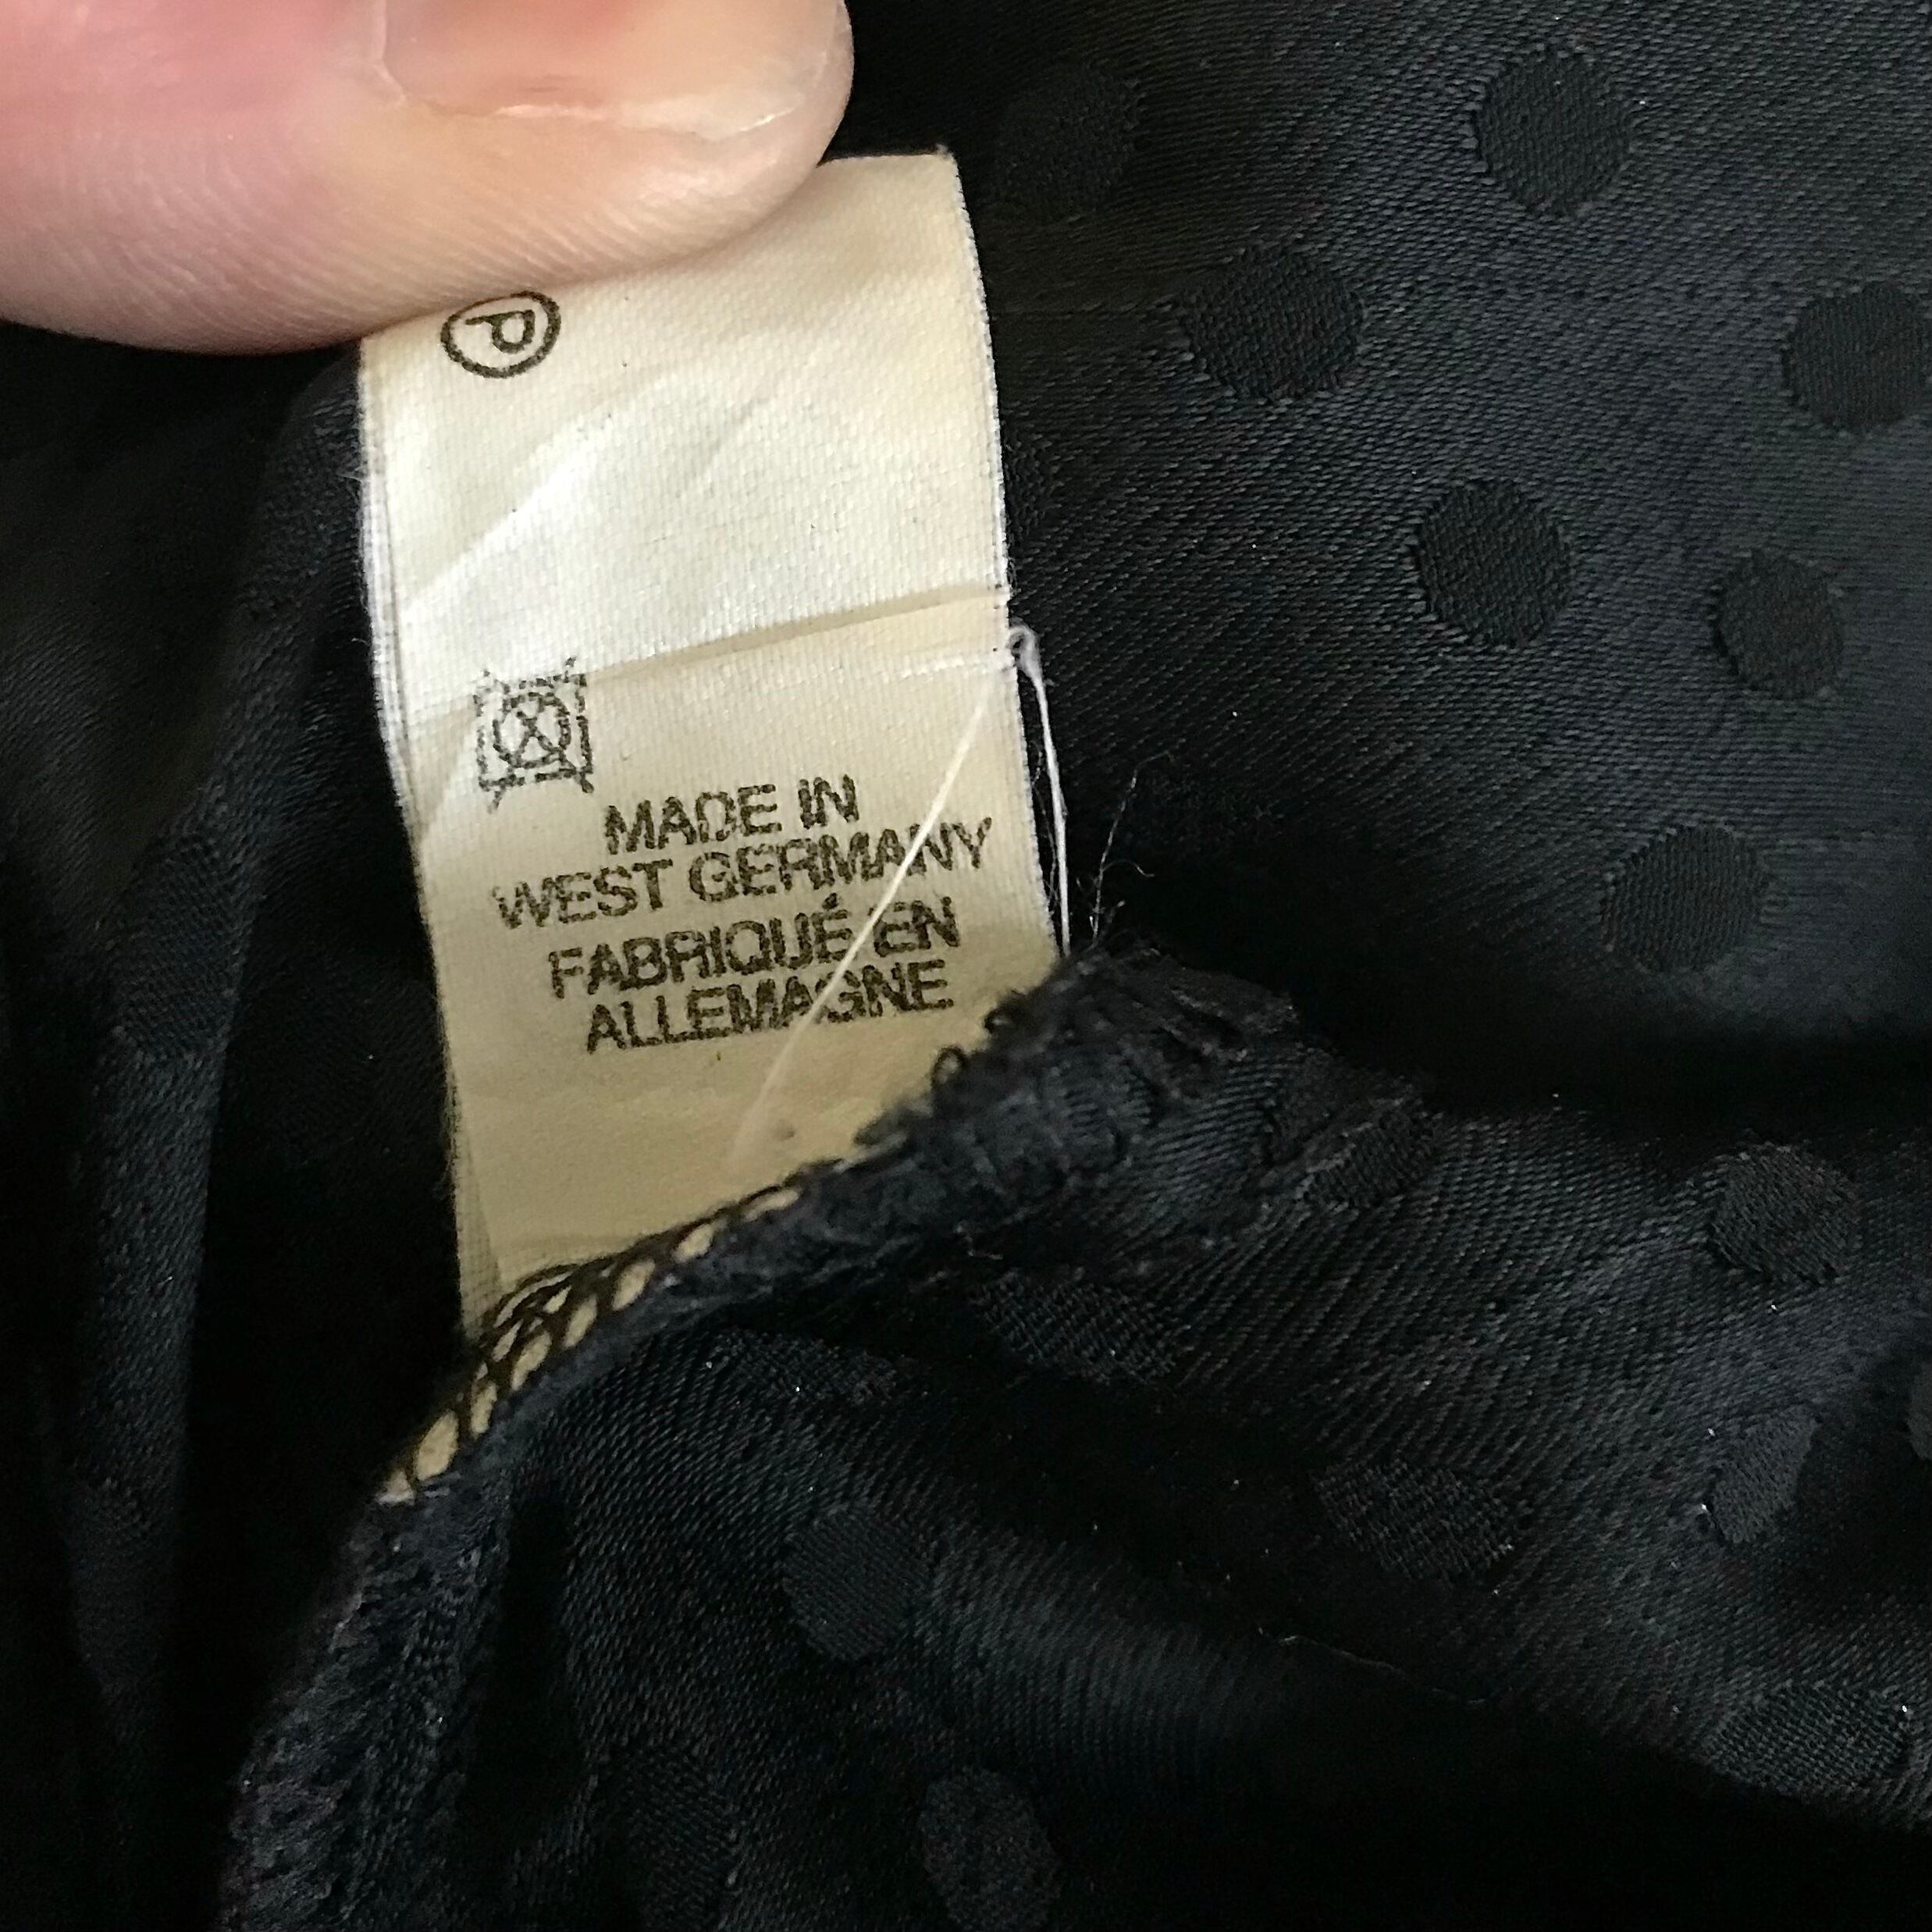 P
MADE IN
WEST GERMANY
FABRIQUÉ EN
ALLEMAGNE